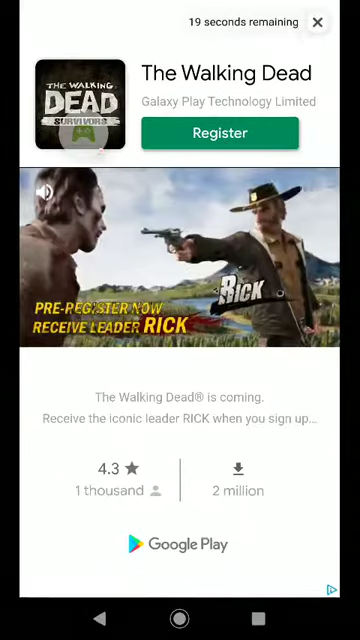 19 seconds remaining
THE WALKING
DEAD
SURVIVORS
The Walking Dead
Galaxy Play Technology Limited
Register
RICK
PRE-REGISTER NOW
RECEIVE LEADER RICK
The Walking Dead® is coming.
Receive the iconic leader RICK when you sign up...
4.3
1 thousand
2 million
Google Play